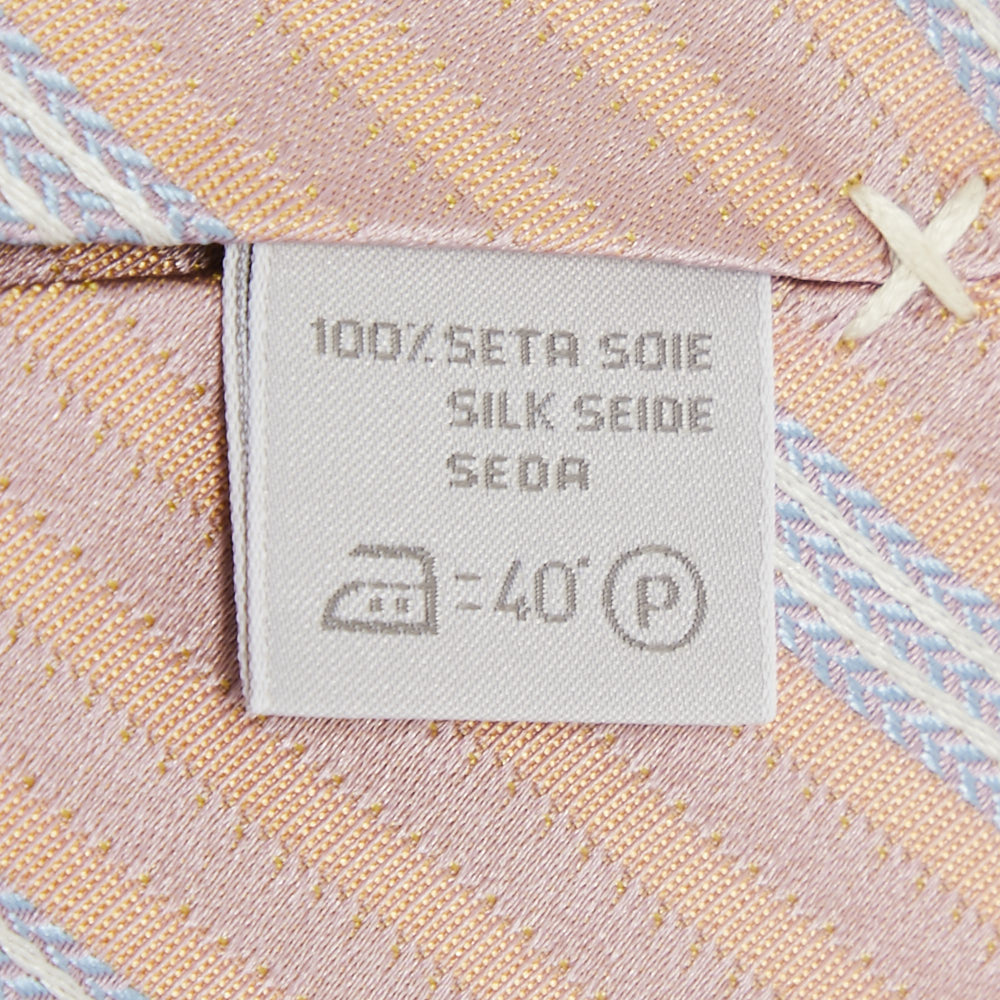 100% SETA SOIE
SILK SEIDE
SEDA
=40° P